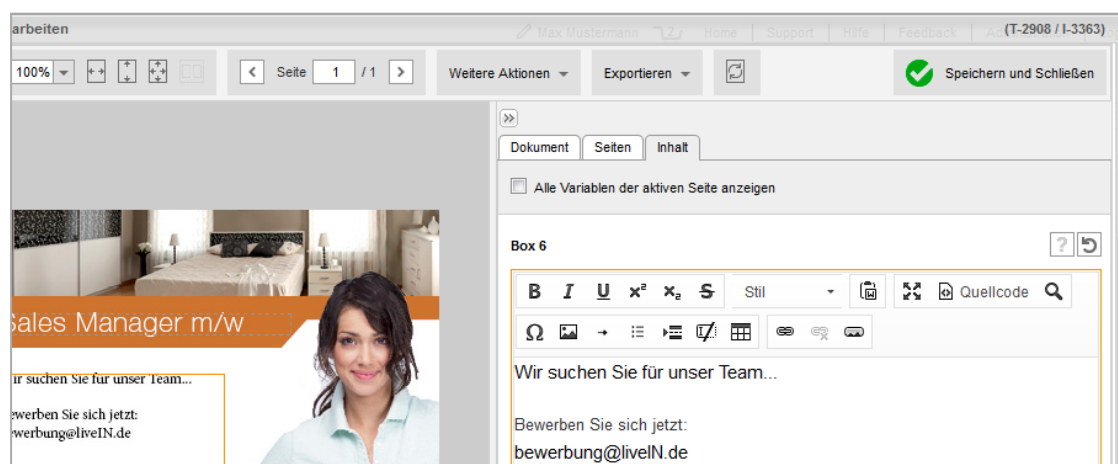 arbeiten
Max Mustermann 2 Home Support Hilfe Feedback
(T-2908 / I-3363)
100%
Seite 1 / 1
Weitere Aktionen
Exportieren
Speichern und Schließen
Dokument Seiten Inhalt
Alle Variablen der aktiven Seite anzeigen
Box 6
?
B I U x² xₐ S Stil Quellcode
Ω
Wir suchen Sie für unser Team...
Bewerben Sie sich jetzt:
bewerbung@liveIN.de
Sales Manager m/w
ir suchen Sie für unser Team...
ewerben Sie sich jetzt:
ewerbung@liveIN.de